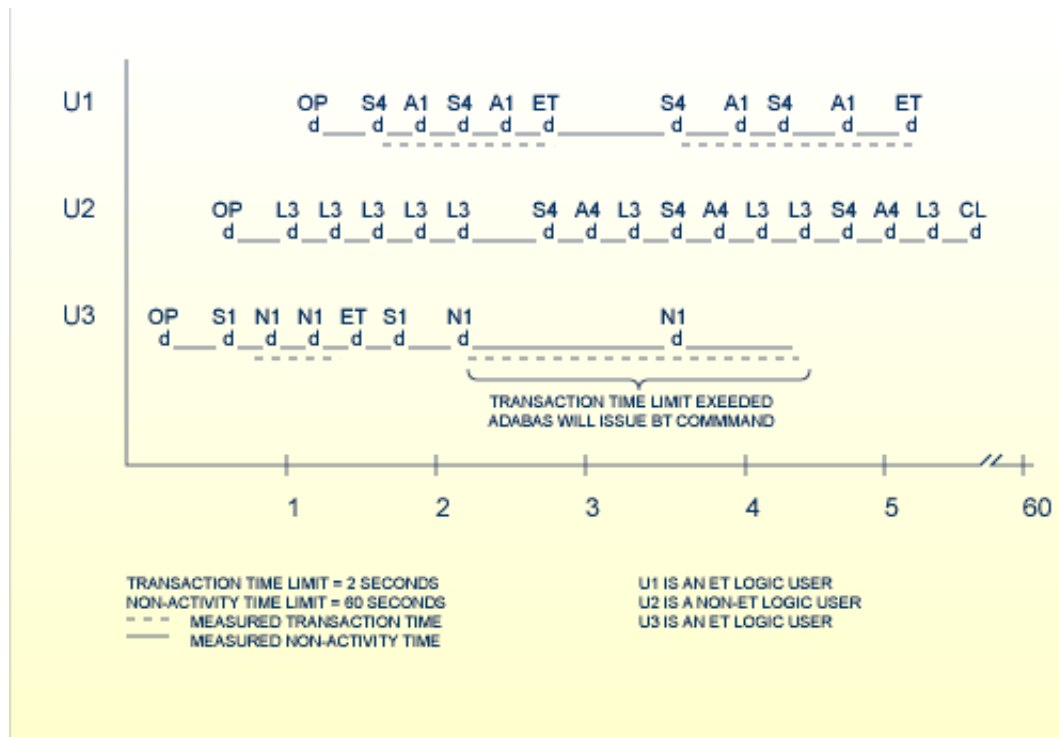 U1 OP S4 A1 S4 A1 ET S4 A1 S4 A1 ET
d d d d d d d d d d d
U2 OP L3 L3 L3 L3 L3 S4 A4 L3 S4 A4 L3 L3 S4 A4 L3 CL
d d d d d d d d d d d d d d d d d
U3 OP S1 N1 N1 ET S1 N1 N1
d d d d d d d d
TRANSACTION TIME LIMIT EXEEDED
ADABAS WILL ISSUE BT COMMMAND
1 2 3 4 5 60
TRANSACTION TIME LIMIT = 2 SECONDS
NON-ACTIVITY TIME LIMIT = 60 SECONDS
MEASURED TRANSACTION TIME
MEASURED NON-ACTIVITY TIME
U1 IS AN ET LOGIC USER
U2 IS A NON-ET LOGIC USER
U3 IS AN ET LOGIC USER